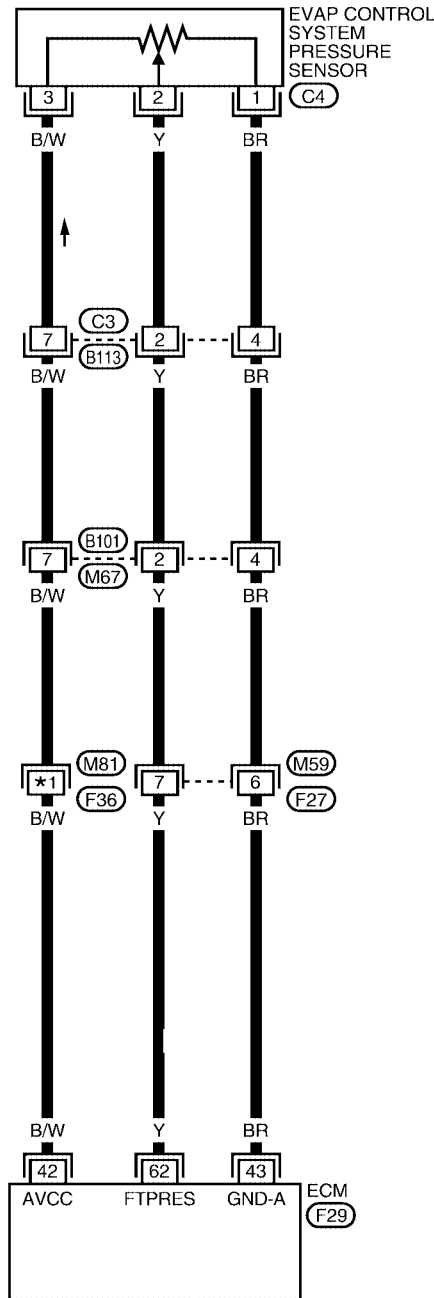 EVAP CONTROL
SYSTEM
PRESSURE
SENSOR
3 2 1 C4
B/W Y BR
C3
7 2 4
B113
B/W Y BR
B101
7 2 4
M67
B/W Y BR
M81 M59
*1 7 6
F36 F27
B/W Y BR
B/W Y BR
42 62 43
AVCC FTPRES GND-A ECM
F29